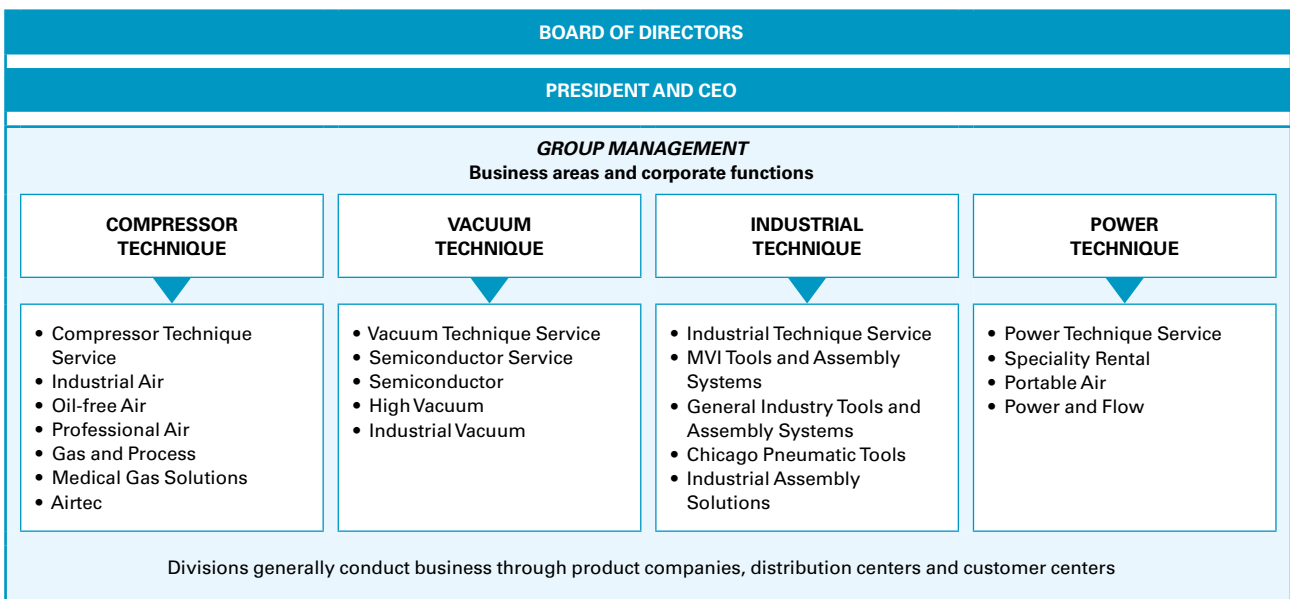 BOARD OF DIRECTORS
PRESIDENT AND CEO
GROUP MANAGEMENT
Business areas and corporate functions
COMPRESSOR
TECHNIQUE
VACUUM
TECHNIQUE
INDUSTRIAL
TECHNIQUE
POWER
TECHNIQUE
• Compressor Technique
Service
• Industrial Air
• Oil-free Air
• Professional Air
• Gas and Process
• Medical Gas Solutions
• Airtec
• Vacuum Technique Service
• Semiconductor Service
• Semiconductor
• High Vacuum
• Industrial Vacuum
• Industrial Technique Service
• MVI Tools and Assembly
Systems
• General Industry Tools and
Assembly Systems
• Chicago Pneumatic Tools
• Industrial Assembly
Solutions
• Power Technique Service
• Speciality Rental
• Portable Air
• Power and Flow
Divisions generally conduct business through product companies, distribution centers and customer centers